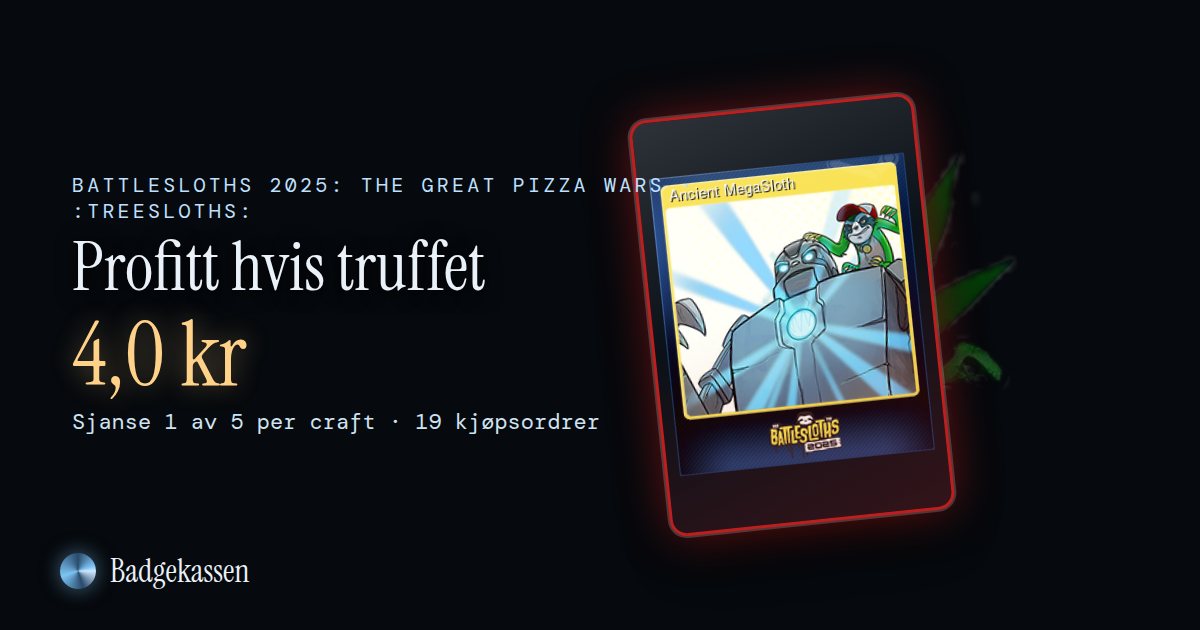 BATTLESLOTHS 2025: THE GREAT PIZZA WARS
:TREESLOTHS:
Profitt hvis truffet
4,0 kr
Sjanse 1 av 5 per craft · 19 kjøpsordrer
Badgekassen
Ancient MegaSloth
THE
BATTLESLOTHS
2025